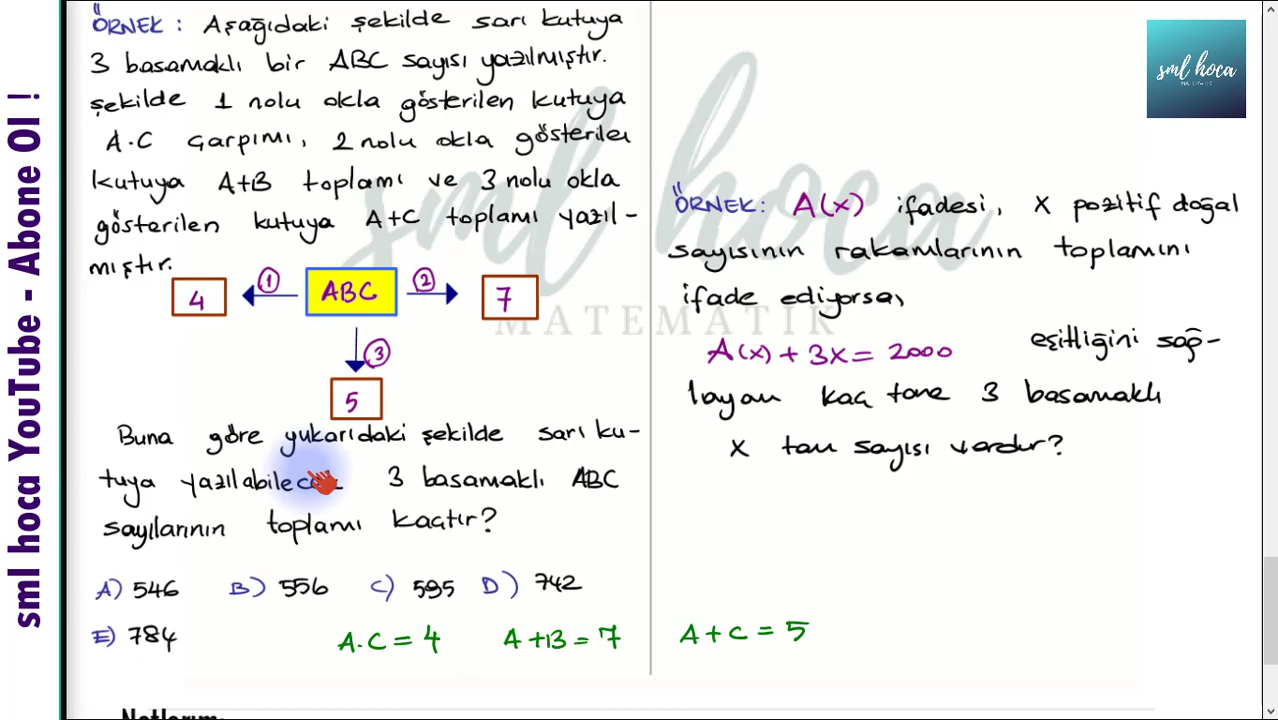 sml hoca YouTube - Abone Ol !
ÖRNEK : Aşağıdaki şekilde sarı kutuya
3 basamaklı bir ABC sayısı yazılmıştır.
Şekilde 1 nolu okla gösterilen kutuya
A.C çarpımı, 2 nolu okla gösterilen
kutuya A+B toplamı ve 3 nolu okla
gösterilen kutuya A+C toplamı yazıl-
mıştır.
4 ① ABC ② 7
③
5
Buna göre yukarıdaki şekilde sarı ku-
tuya yazılabilecek 3 basamaklı ABC
sayılarının toplamı kaçtır?
A) 546 B) 556 C) 595 D) 742
E) 784 A.C = 4 A+B = 7 A+C = 5
sml hoca
MATEMATİK
ÖRNEK: A(x) ifadesi, x pozitif doğal
sayısının rakamlarının toplamını
ifade ediyorsa,
A(x) + 3x = 2000 eşitliğini sağ-
layan kaç tane 3 basamaklı
x tam sayısı vardır?
sml hoca
MATEMATİK
Notlarım: